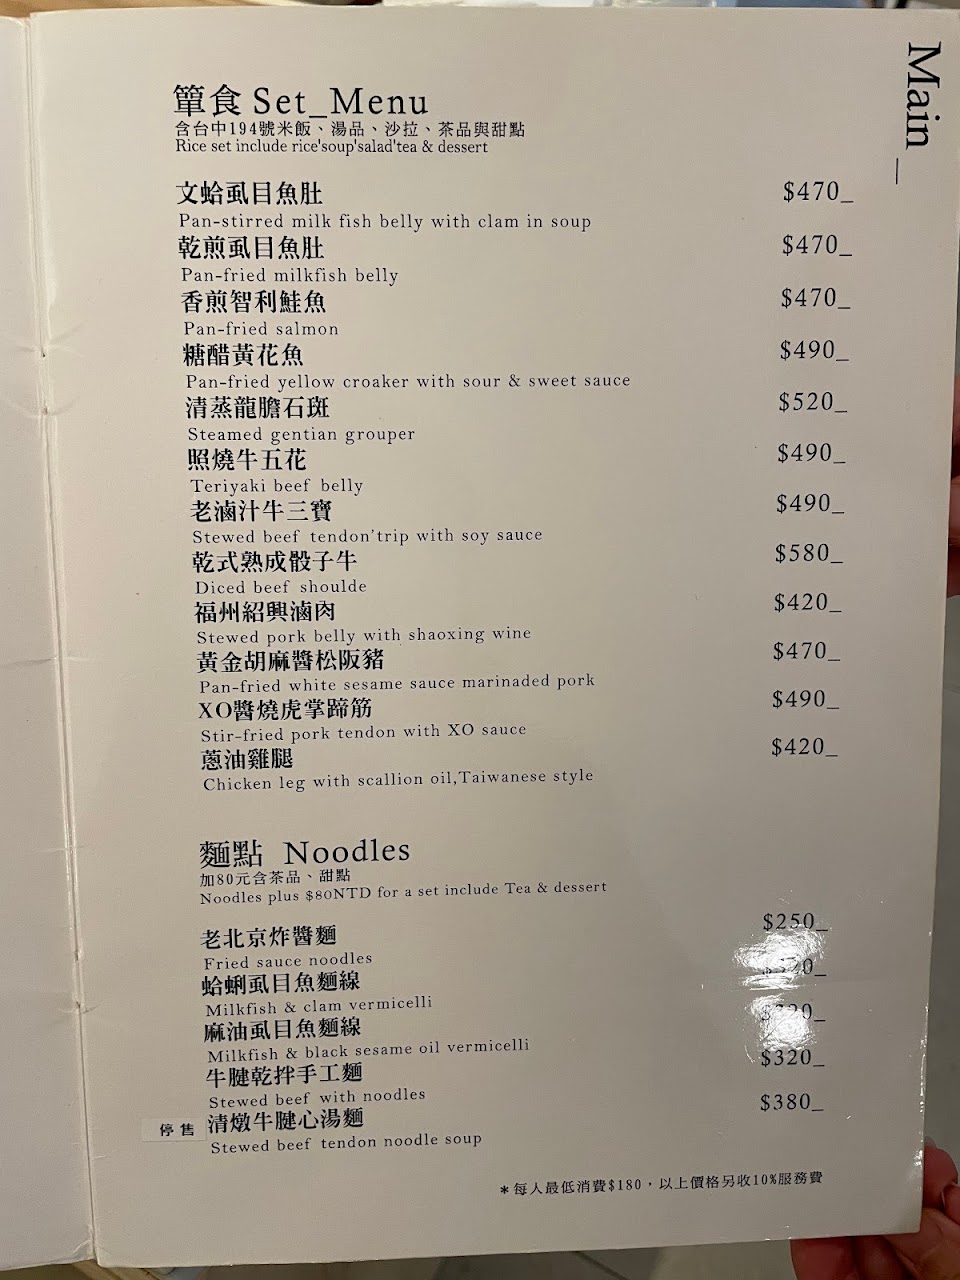 Main_
簞食 Set_Menu
含台中194號米飯、湯品、沙拉、茶品與甜點
Rice set include rice'soup'salad'tea & dessert
文蛤虱目魚肚 $470_
Pan-stirred milk fish belly with clam in soup
乾煎虱目魚肚 $470_
Pan-fried milkfish belly
香煎智利鮭魚 $470_
Pan-fried salmon
糖醋黃花魚 $490_
Pan-fried yellow croaker with sour & sweet sauce
清蒸龍膽石斑 $520_
Steamed gentian grouper
照燒牛五花 $490_
Teriyaki beef belly
老滷汁牛三寶 $490_
Stewed beef tendon'trip with soy sauce
乾式熟成骰子牛 $580_
Diced beef shoulde
福州紹興滷肉 $420_
Stewed pork belly with shaoxing wine
黃金胡麻醬松阪豬 $470_
Pan-fried white sesame sauce marinaded pork
XO醬燒虎掌蹄筋 $490_
Stir-fried pork tendon with XO sauce
蔥油雞腿 $420_
Chicken leg with scallion oil,Taiwanese style
麵點 Noodles
加80元含茶品、甜點
Noodles plus $80NTD for a set include Tea & dessert
老北京炸醬麵 $250_
Fried sauce noodles
蛤蜊虱目魚麵線
Milkfish & clam vermicelli
麻油虱目魚麵線
Milkfish & black sesame oil vermicelli
牛腱乾拌手工麵 $320_
Stewed beef with noodles
停售 清燉牛腱心湯麵 $380_
Stewed beef tendon noodle soup
＊每人最低消費$180，以上價格另收10%服務費